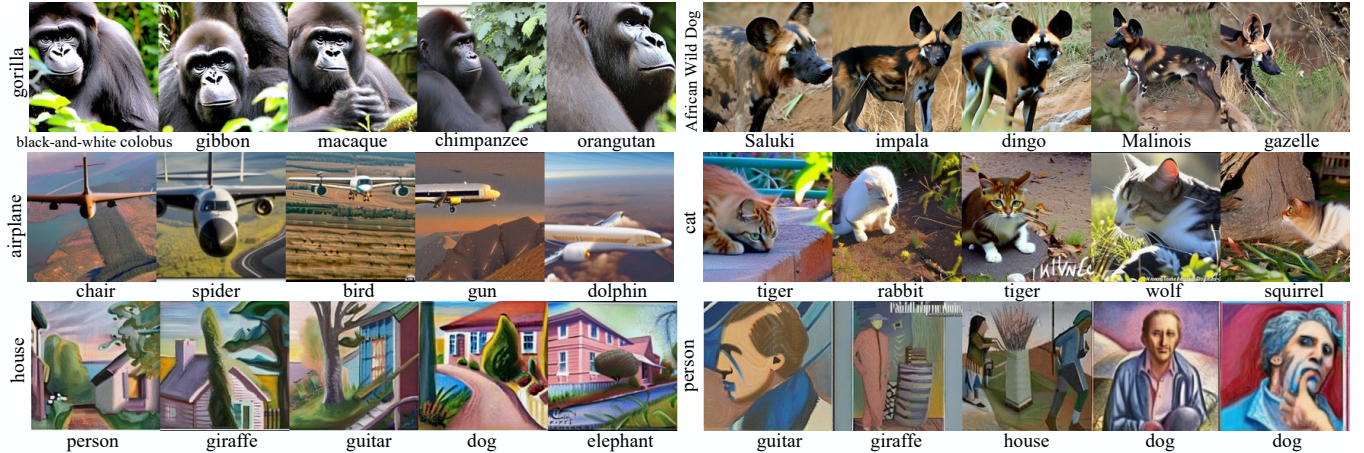 gorilla
black-and-white colobus gibbon macaque chimpanzee orangutan
African Wild Dog
Saluki impala dingo Malinois gazelle
airplane
chair spider bird gun dolphin
cat
tiger rabbit tiger wolf squirrel
house
person giraffe guitar dog elephant
person
guitar giraffe house dog dog